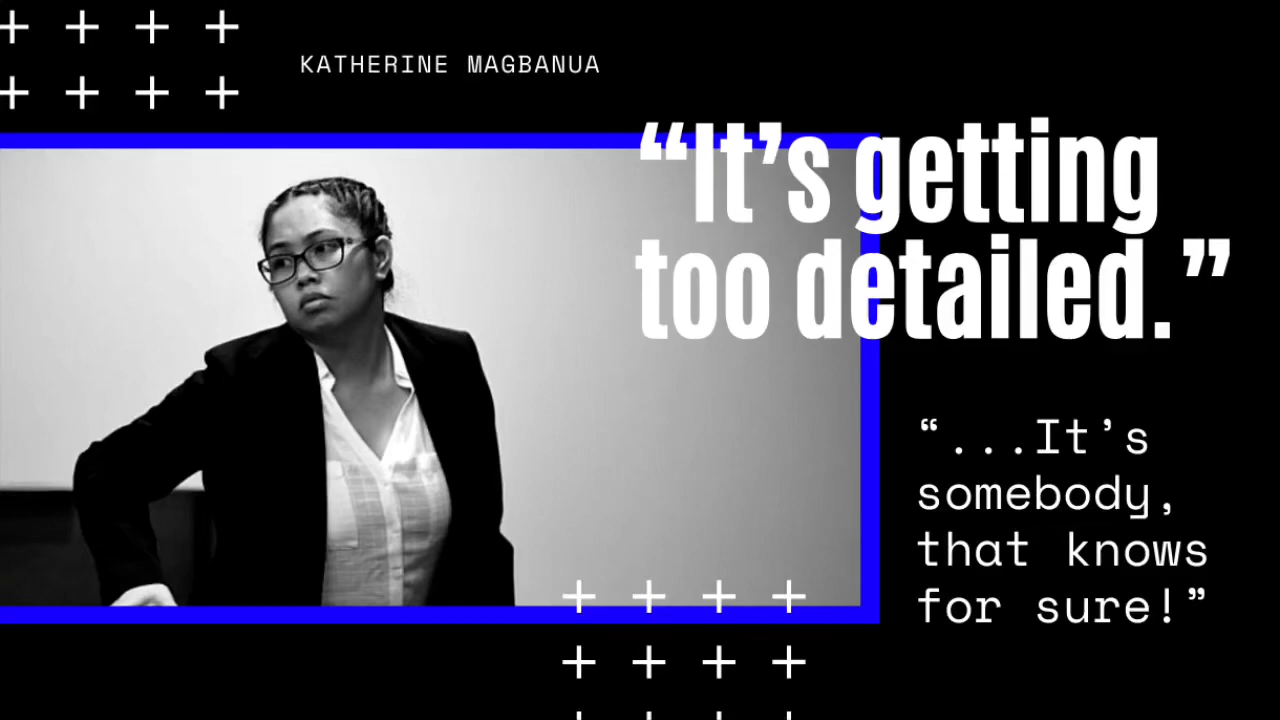 KATHERINE MAGBANUA
“It’s getting
too detailed.”
“...It’s
somebody,
that knows
for sure!”